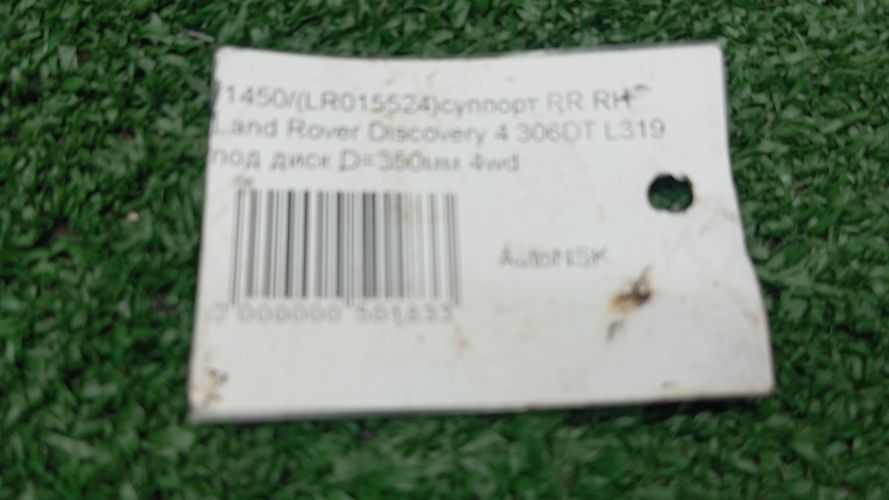 /1450/(LR015524)суппорт RR RH
Land Rover Discovery 4 306DT L319
под диск D=350мм 4wd
AutoNSK
2 000000 501833